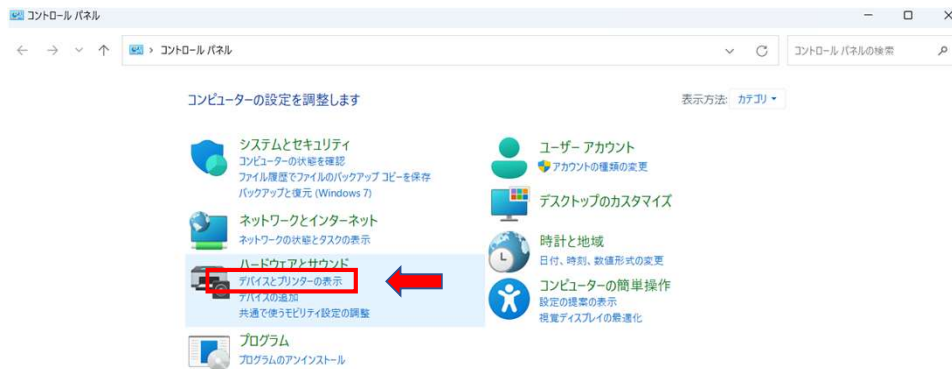 コントロール パネル
コントロール パネル
コントロール パネルの検索
コンピューターの設定を調整します
表示方法: カテゴリ
システムとセキュリティ
コンピューターの状態を確認
ファイル履歴でファイルのバックアップ コピーを保存
バックアップと復元 (Windows 7)
ネットワークとインターネット
ネットワークの状態とタスクの表示
ハードウェアとサウンド
デバイスとプリンターの表示
デバイスの追加
共通で使うモビリティ設定の調整
プログラム
プログラムのアンインストール
ユーザー アカウント
アカウントの種類の変更
デスクトップのカスタマイズ
時計と地域
日付、時刻、数値形式の変更
コンピューターの簡単操作
設定の提案の表示
視覚ディスプレイの最適化